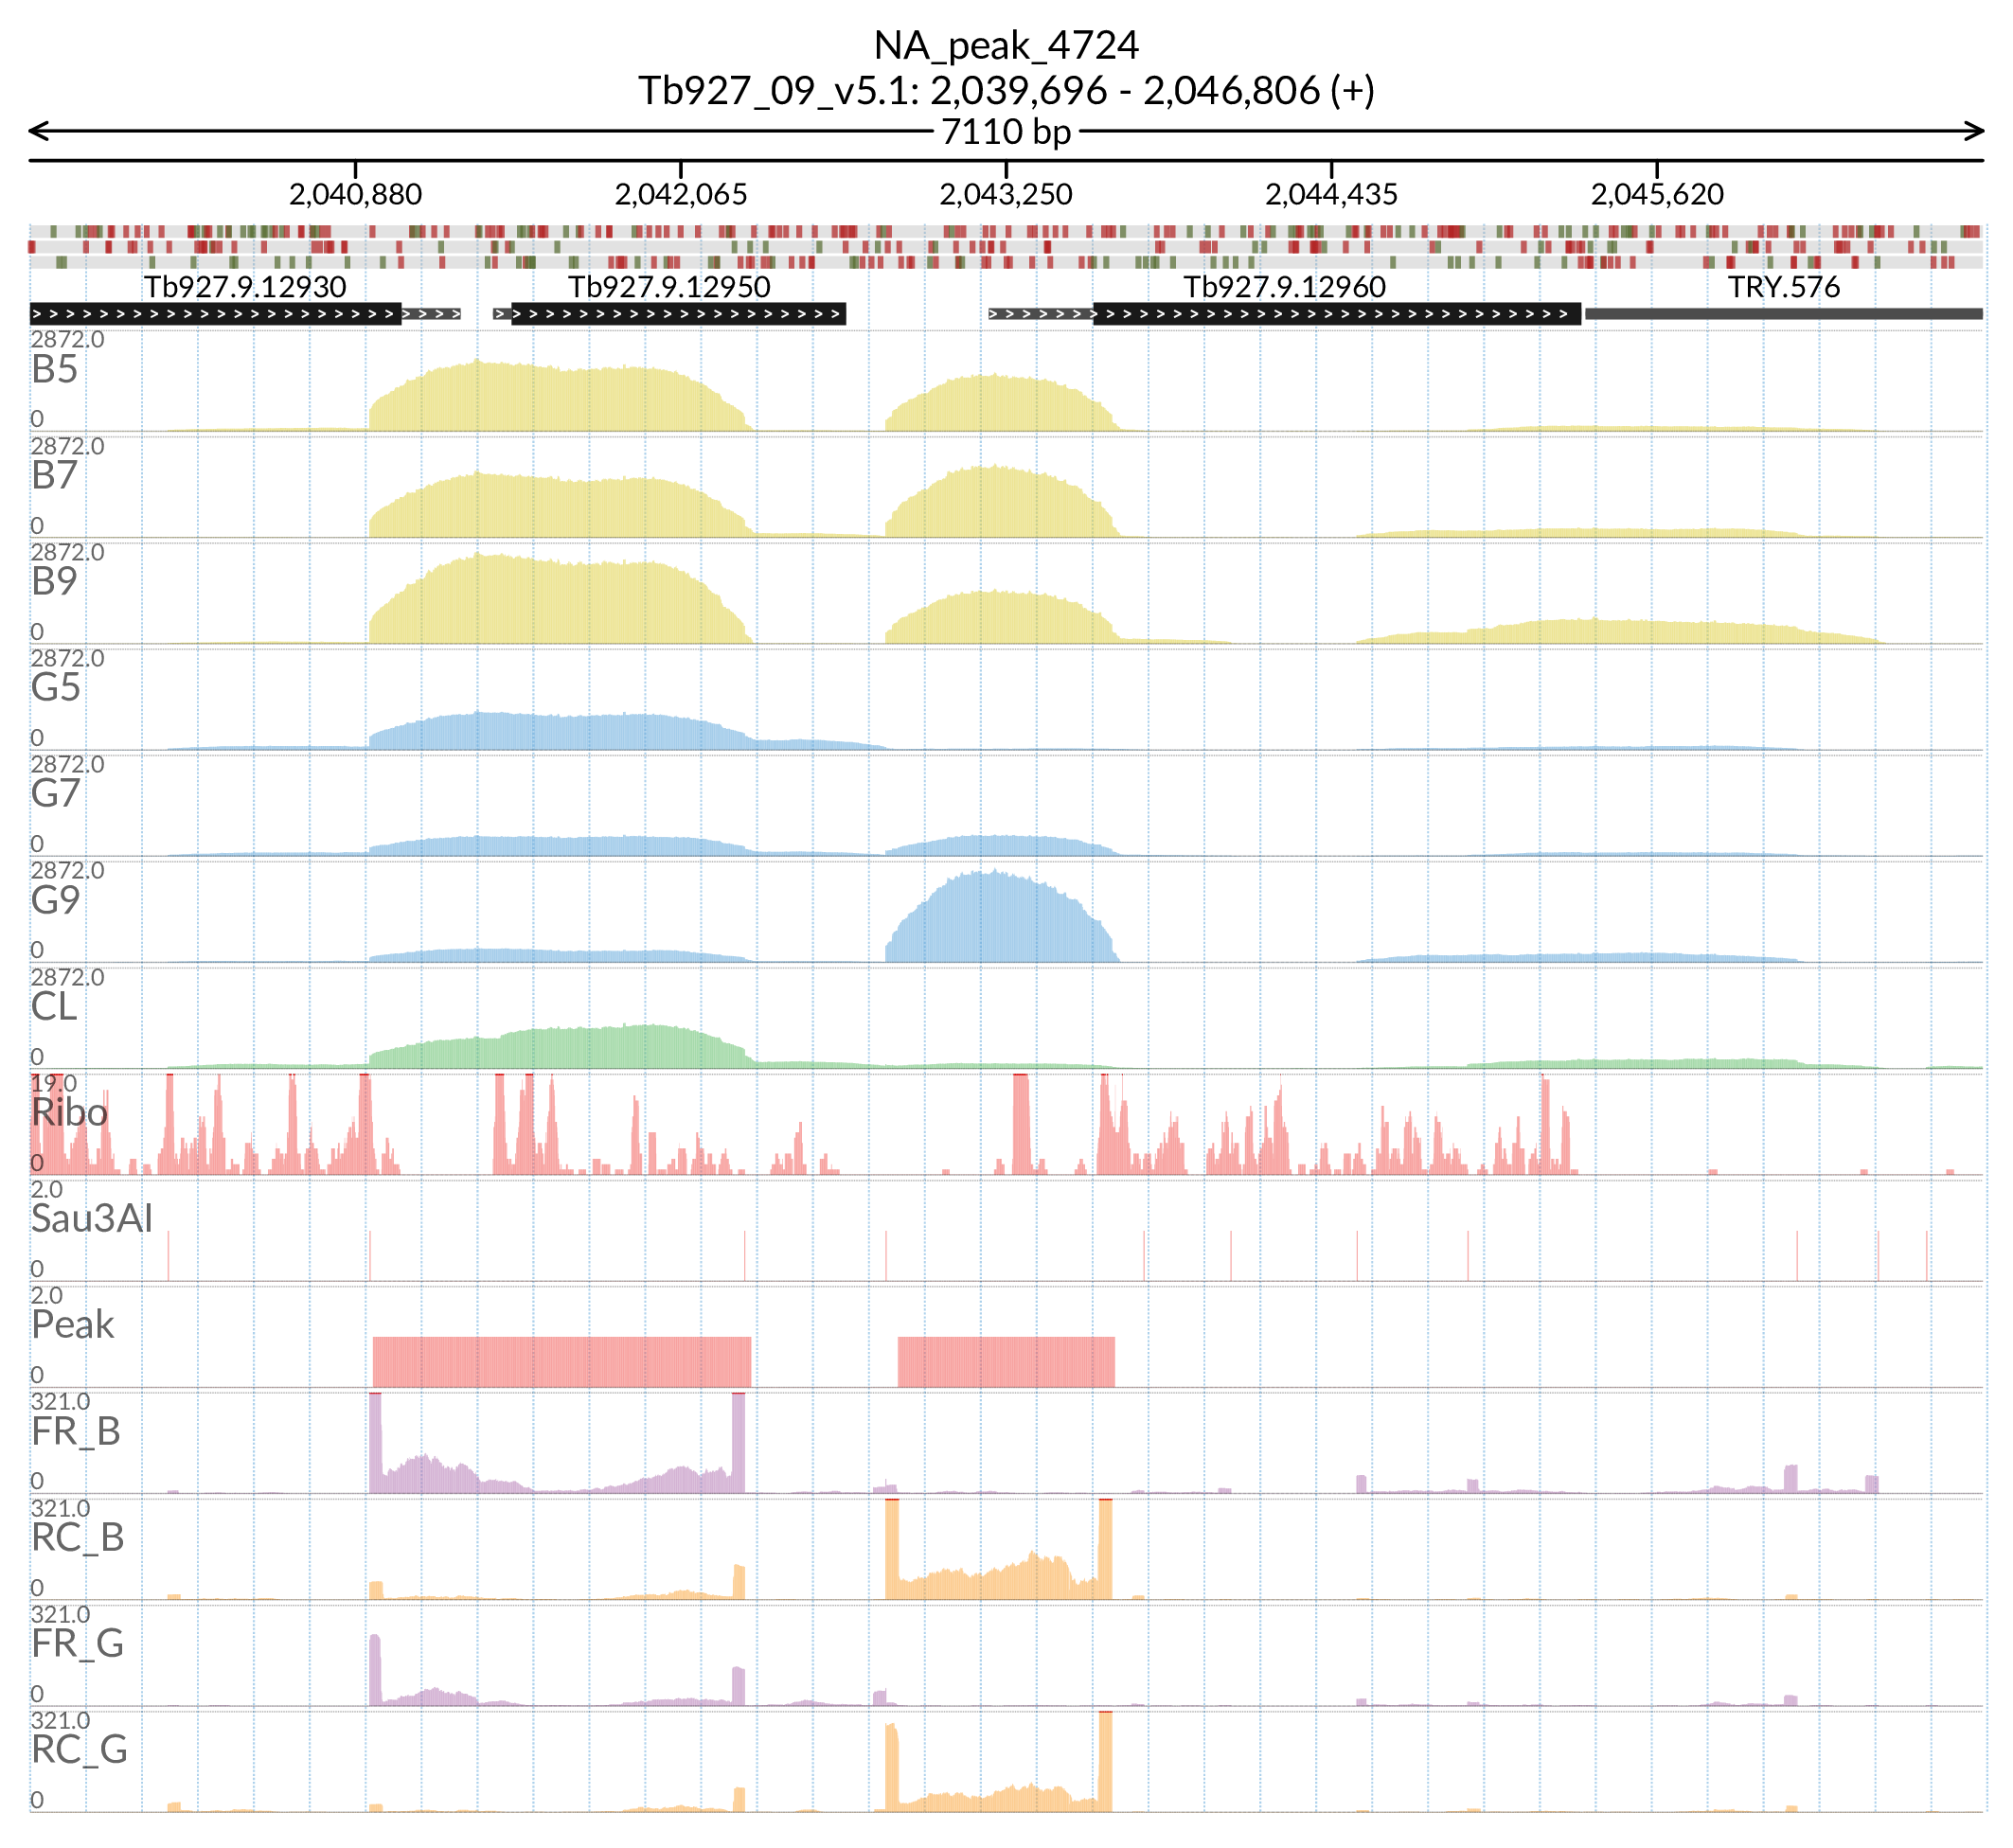 NA_peak_4724
Tb927_09_v5.1: 2,039,696 - 2,046,806 (+)
7110 bp
2,040,880 2,042,065 2,043,250 2,044,435 2,045,620
Tb927.9.12930 Tb927.9.12950 Tb927.9.12960 TRY.576
2872.0
B5
0
2872.0
B7
0
2872.0
B9
0
2872.0
G5
0
2872.0
G7
0
2872.0
G9
0
2872.0
CL
0
19.0
Ribo
0
2.0
Sau3AI
0
2.0
Peak
0
321.0
FR_B
0
321.0
RC_B
0
321.0
FR_G
0
321.0
RC_G
0